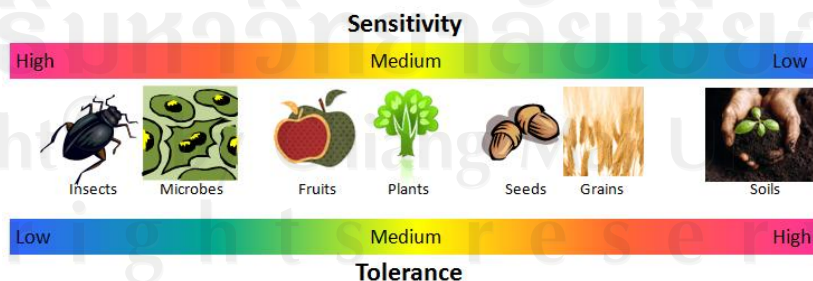 Sensitivity
High Medium Low
Insects Microbes Fruits Plants Seeds Grains Soils
Low Medium High
Tolerance